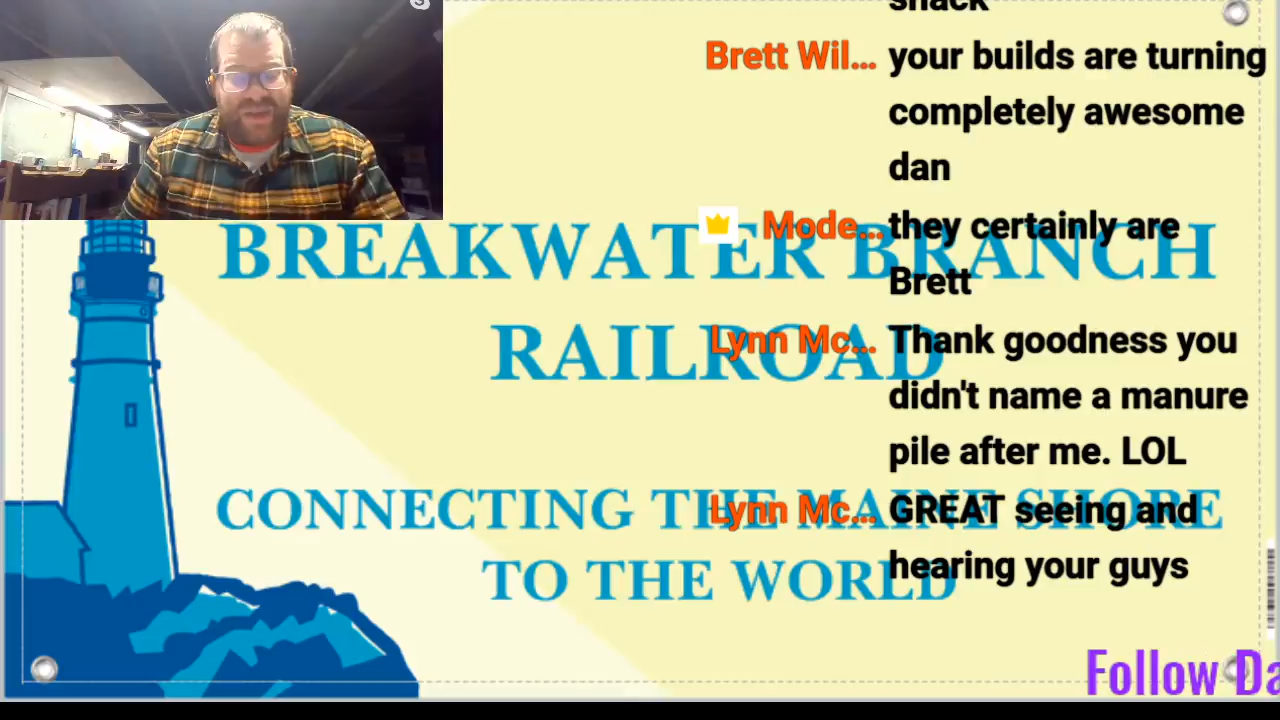 shack
Brett Wil... your builds are turning
completely awesome
dan
Mode... they certainly are
Brett
Lynn Mc... Thank goodness you
didn't name a manure
pile after me. LOL
Lynn Mc... GREAT seeing and
hearing your guys
BREAKWATER BRANCH
RAILROAD
CONNECTING THE MAINE SHORE
TO THE WORLD
Follow Da
S